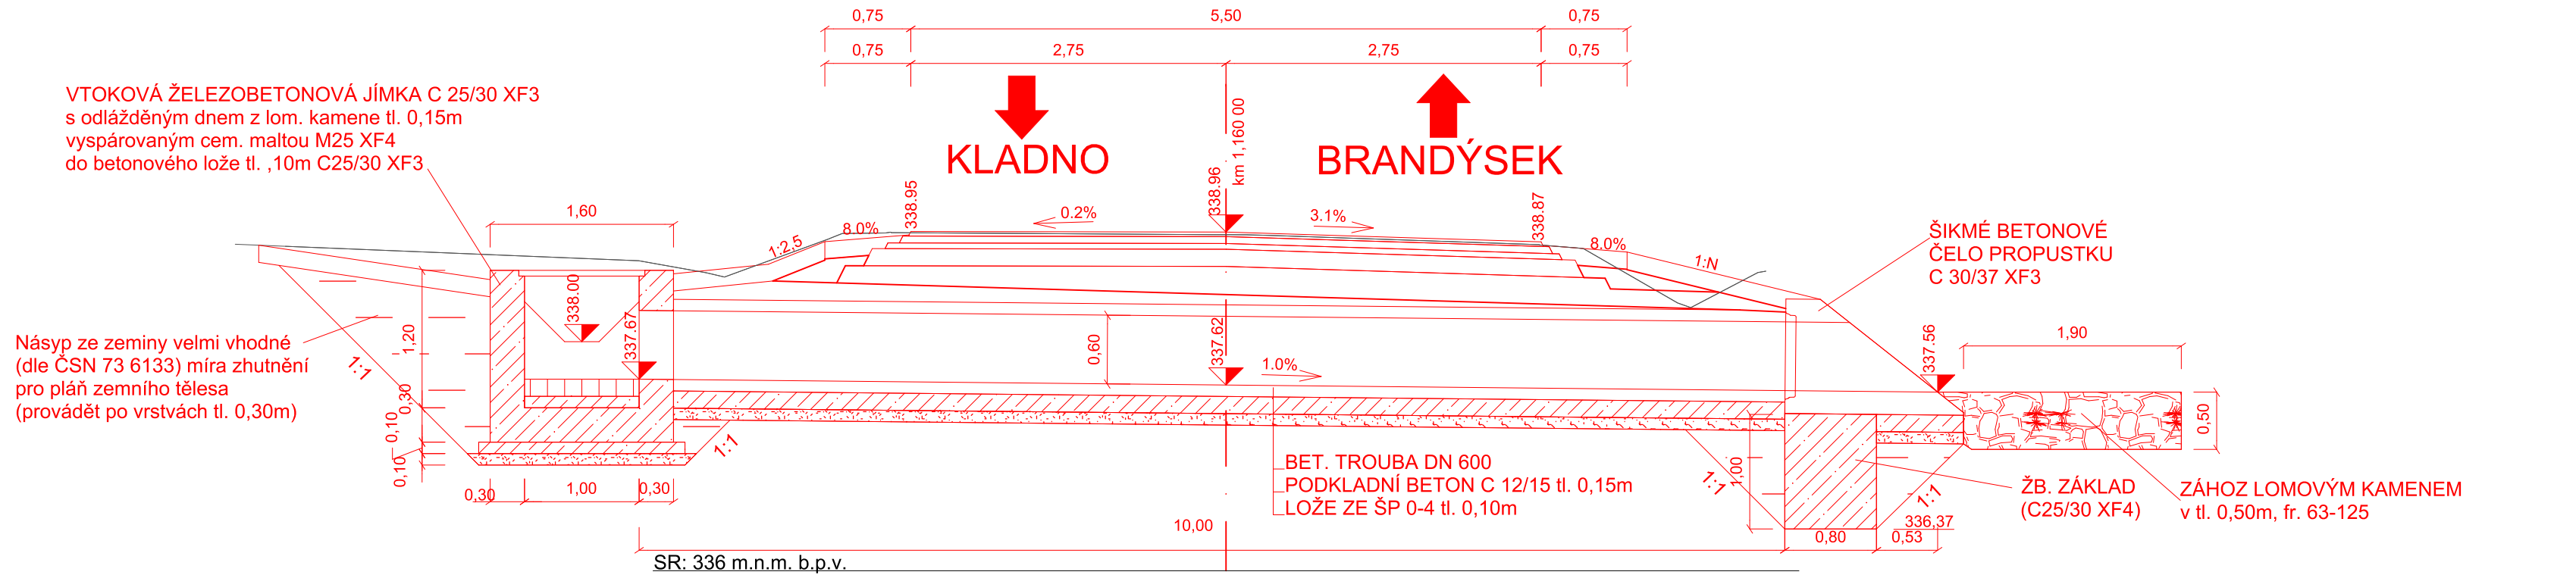 0,75 5,50 0,75
0,75 2,75 2,75 0,75
VTOKOVÁ ŽELEZOBETONOVÁ JÍMKA C 25/30 XF3
s odlážděným dnem z lom. kamene tl. 0,15m
vyspárovaným cem. maltou M25 XF4
do betonového lože tl. ,10m C25/30 XF3
KLADNO
BRANDÝSEK
km 1,160 00
338.95
338.96
338.87
0.2%
3.1%
8.0%
8.0%
1:2,5
1:N
1,60
ŠIKMÉ BETONOVÉ
ČELO PROPUSTKU
C 30/37 XF3
338.00
337.67
337.62
337.56
1,90
Násyp ze zeminy velmi vhodné
(dle ČSN 73 6133) míra zhutnění
pro pláň zemního tělesa
(provádět po vrstvách tl. 0,30m)
1:1
1,20
0,30
0,10
0,10
0,60
1.0%
0,50
1:1
BET. TROUBA DN 600
PODKLADNÍ BETON C 12/15 tl. 0,15m
LOŽE ZE ŠP 0-4 tl. 0,10m
1:1
1,00
1:1
ŽB. ZÁKLAD
(C25/30 XF4)
ZÁHOZ LOMOVÝM KAMENEM
v tl. 0,50m, fr. 63-125
0,30 1,00 0,30
336,37
10,00 0,80 0,53
SR: 336 m.n.m. b.p.v.